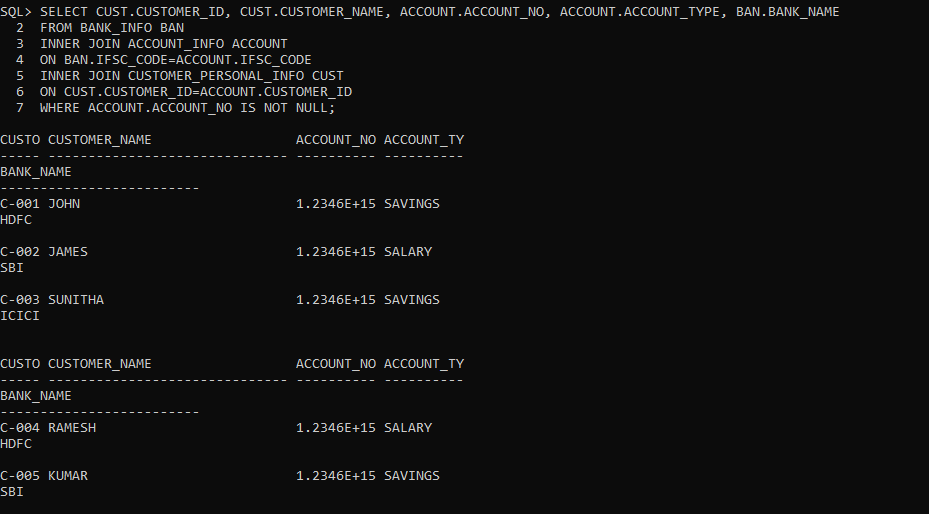 SQL> SELECT CUST.CUSTOMER_ID, CUST.CUSTOMER_NAME, ACCOUNT.ACCOUNT_NO, ACCOUNT.ACCOUNT_TYPE, BAN.BANK_NAME
  2  FROM BANK_INFO BAN
  3  INNER JOIN ACCOUNT_INFO ACCOUNT
  4  ON BAN.IFSC_CODE=ACCOUNT.IFSC_CODE
  5  INNER JOIN CUSTOMER_PERSONAL_INFO CUST
  6  ON CUST.CUSTOMER_ID=ACCOUNT.CUSTOMER_ID
  7  WHERE ACCOUNT.ACCOUNT_NO IS NOT NULL;

CUSTO CUSTOMER_NAME                  ACCOUNT_NO ACCOUNT_TY
----- ------------------------------ ---------- ----------
BANK_NAME
-------------------------
C-001 JOHN                           1.2346E+15 SAVINGS
HDFC

C-002 JAMES                          1.2346E+15 SALARY
SBI

C-003 SUNITHA                        1.2346E+15 SAVINGS
ICICI


CUSTO CUSTOMER_NAME                  ACCOUNT_NO ACCOUNT_TY
----- ------------------------------ ---------- ----------
BANK_NAME
-------------------------
C-004 RAMESH                         1.2346E+15 SALARY
HDFC

C-005 KUMAR                          1.2346E+15 SAVINGS
SBI